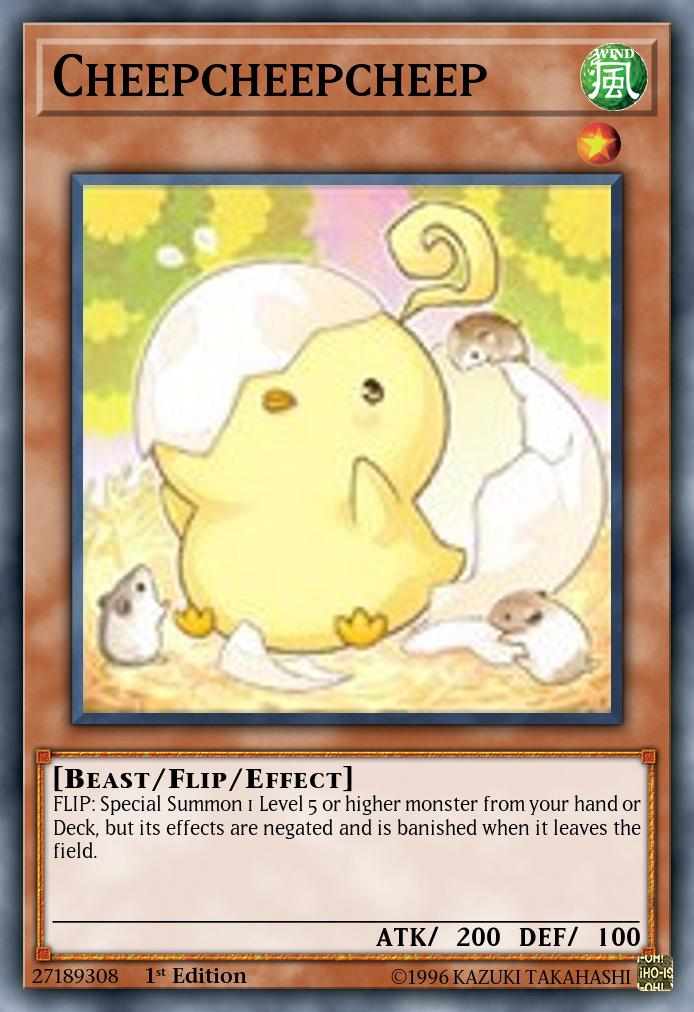 Cheepcheepcheep
WIND
風
[Beast/Flip/Effect]
FLIP: Special Summon 1 Level 5 or higher monster from your hand or
Deck, but its effects are negated and is banished when it leaves the
field.
ATK/ 200 DEF/ 100
27189308 1st Edition ©1996 KAZUKI TAKAHASHI